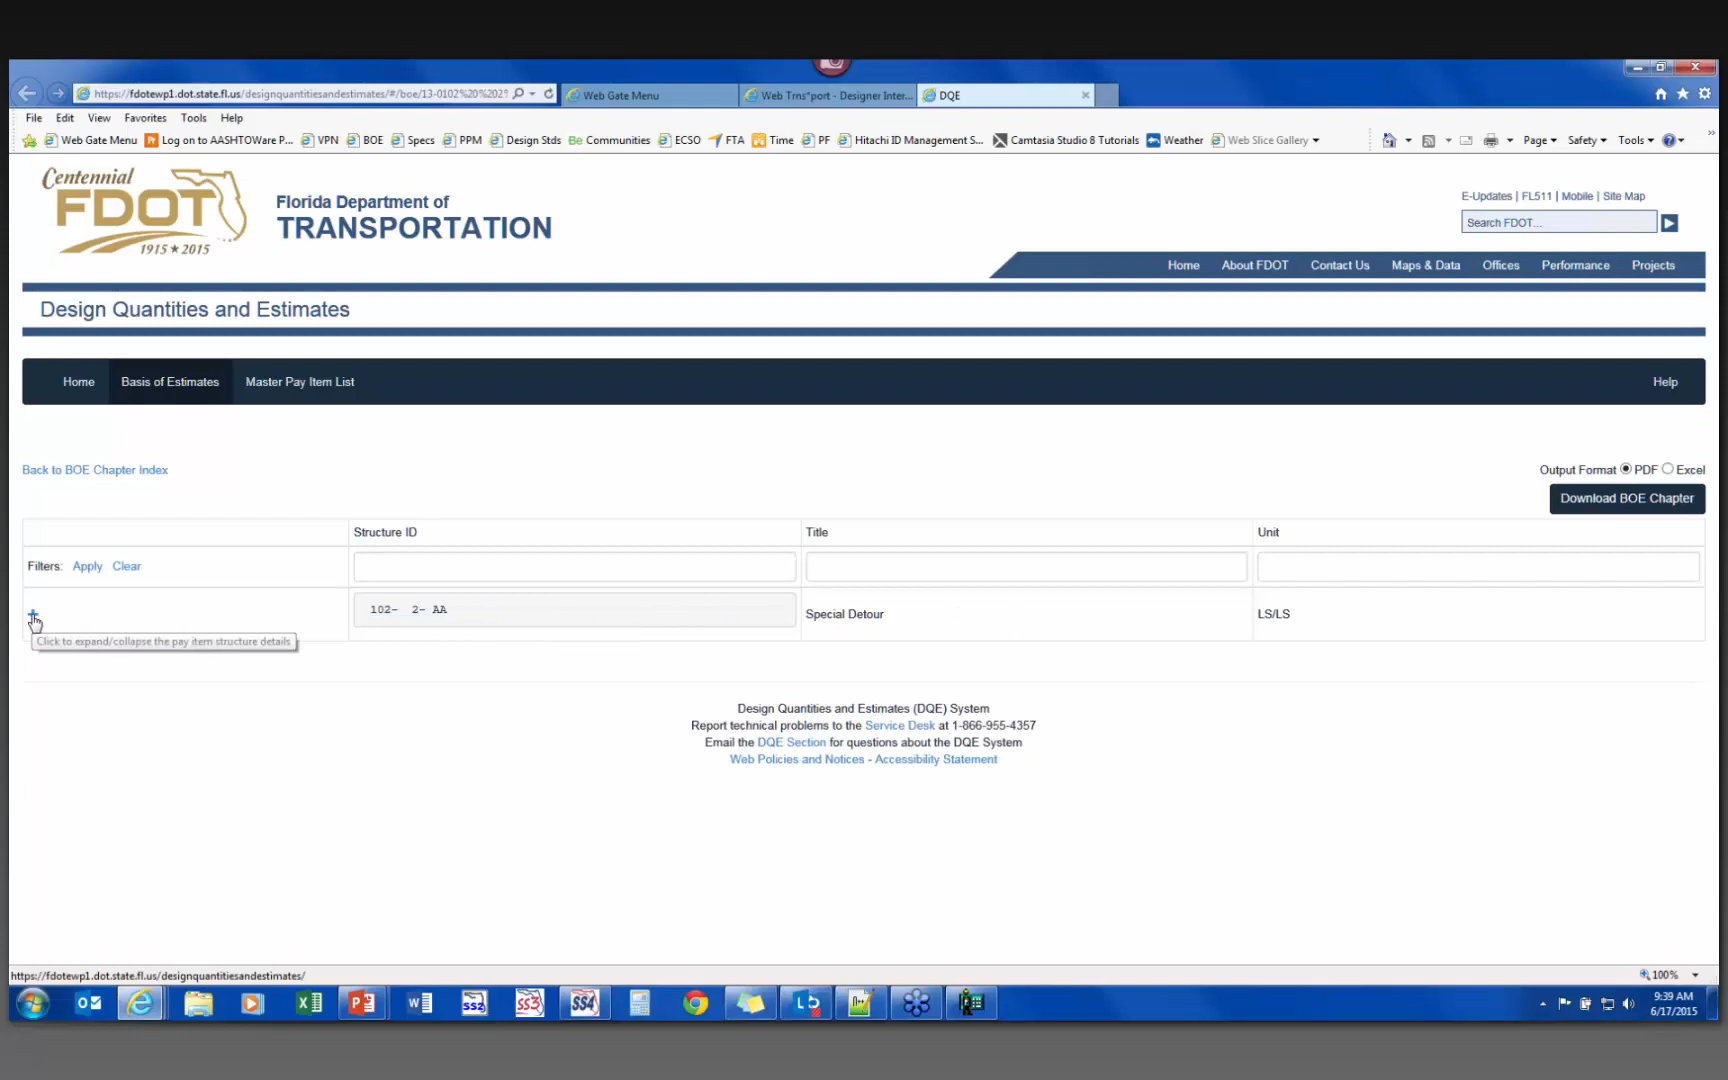 https://fdotewp1.dot.state.fl.us/designquantitiesandestimates/#/boe/13-0102%20%202?
Web Gate Menu
Web Trns*port - Designer Inter...
DQE
File Edit View Favorites Tools Help
Web Gate Menu Log on to AASHTOWare P... VPN BOE Specs PPM Design Stds Be Communities ECSO FTA Time PF Hitachi ID Management S... Camtasia Studio 8 Tutorials Weather Web Slice Gallery
Page Safety Tools
Centennial
FDOT
1915★2015
Florida Department of
TRANSPORTATION
E-Updates | FL511 | Mobile | Site Map
Search FDOT...
Home About FDOT Contact Us Maps & Data Offices Performance Projects
Design Quantities and Estimates
Home Basis of Estimates Master Pay Item List Help
Back to BOE Chapter Index
Output Format PDF Excel
Download BOE Chapter
Structure ID Title Unit
Filters: Apply Clear
102- 2- AA Special Detour LS/LS
Click to expand/collapse the pay item structure details
Design Quantities and Estimates (DQE) System
Report technical problems to the Service Desk at 1-866-955-4357
Email the DQE Section for questions about the DQE System
Web Policies and Notices - Accessibility Statement
https://fdotewp1.dot.state.fl.us/designquantitiesandestimates/
100%
SS2 SS3 SS4
9:39 AM
6/17/2015